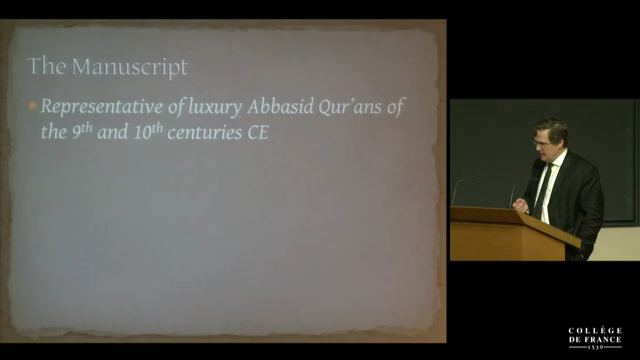 The Manuscript
Representative of luxury Abbasid Qur'ans of
the 9th and 10th centuries CE
COLLÈGE
DE FRANCE
1530